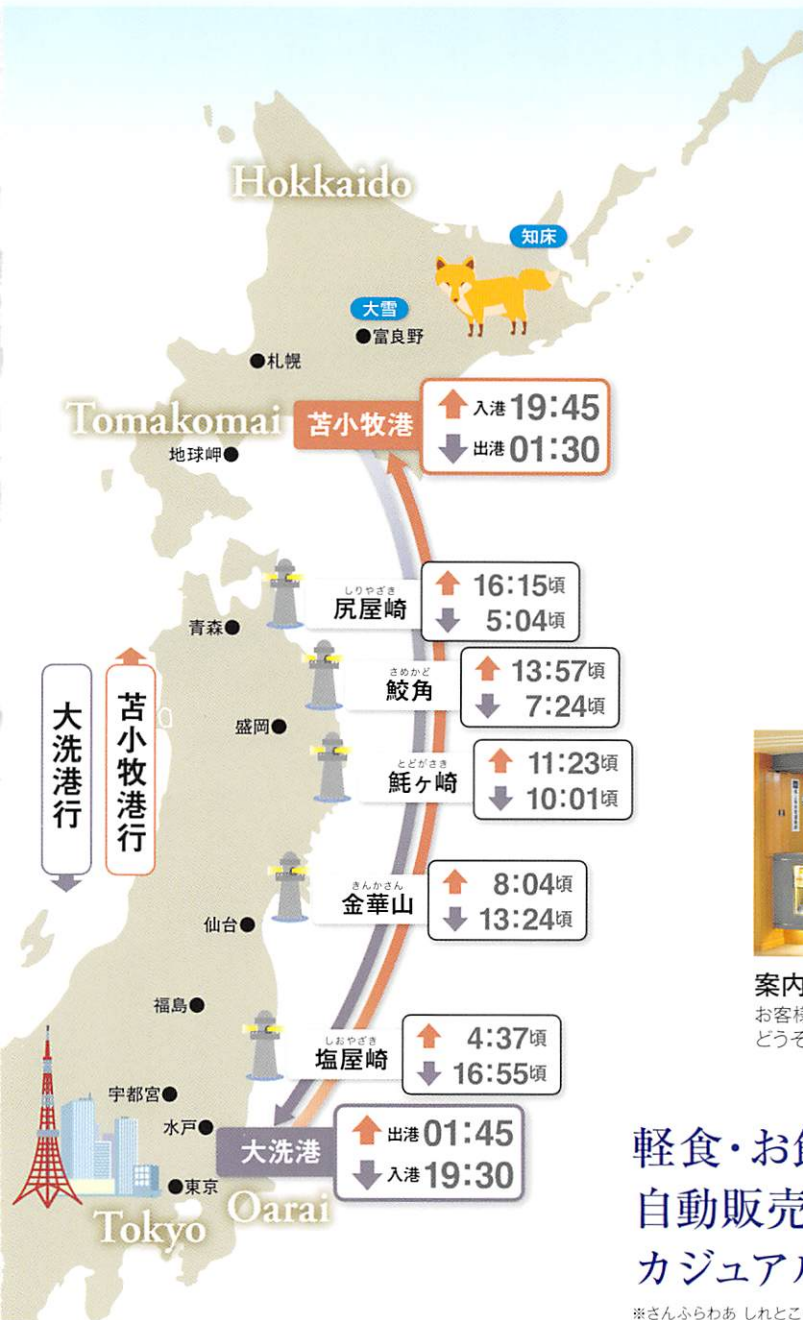 Hokkaido
知床
大雪
●富良野
●札幌
Tomakomai
苫小牧港
入港 19:45
出港 01:30
地球岬●
しりやざき
尻屋崎
16:15頃
5:04頃
青森●
さめかど
鮫角
13:57頃
7:24頃
大洗港行
苫小牧港行
盛岡●
とどがさき
魹ヶ崎
11:23頃
10:01頃
きんかさん
金華山
8:04頃
13:24頃
仙台●
福島●
しおやざき
塩屋崎
4:37頃
16:55頃
宇都宮●
水戸●
大洗港
出港 01:45
入港 19:30
●東京
Oarai
Tokyo
案内
お客様
どうぞ
軽食・お飲
自動販売
カジュアル
※さんふらわあ しれとこ